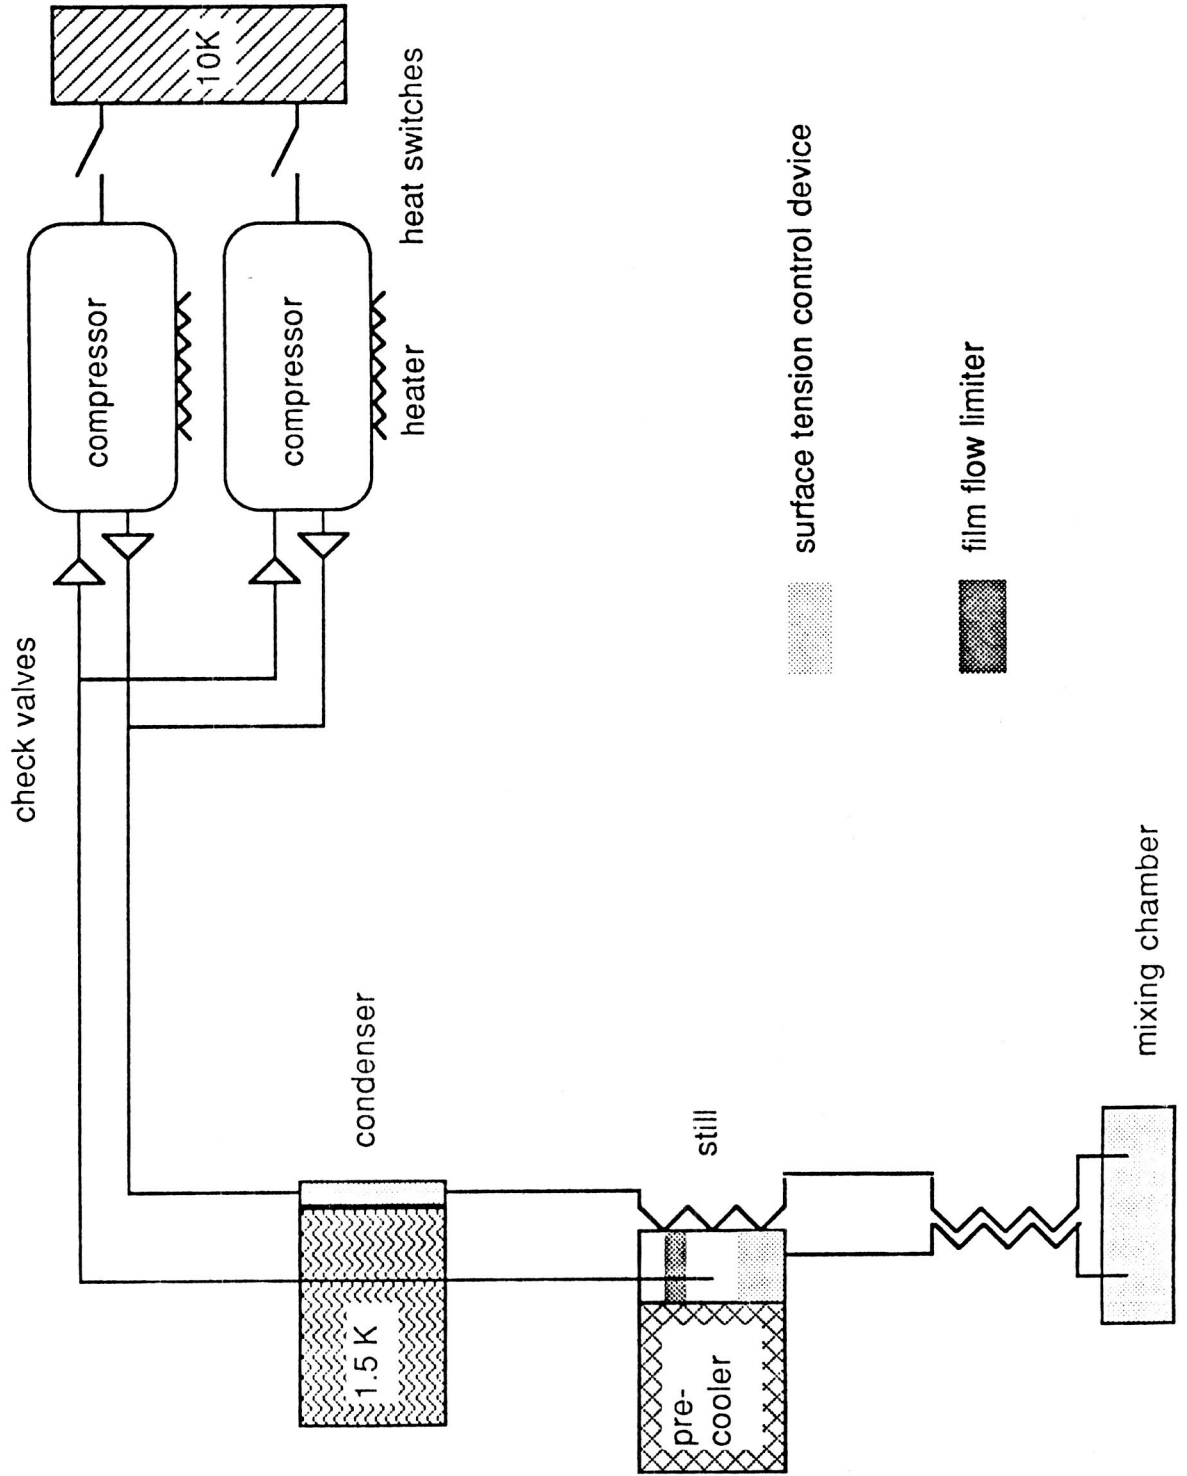 check valves
compressor
compressor
heater
heat switches
10K
condenser
1.5 K
still
pre-
cooler
mixing chamber
surface tension control device
film flow limiter